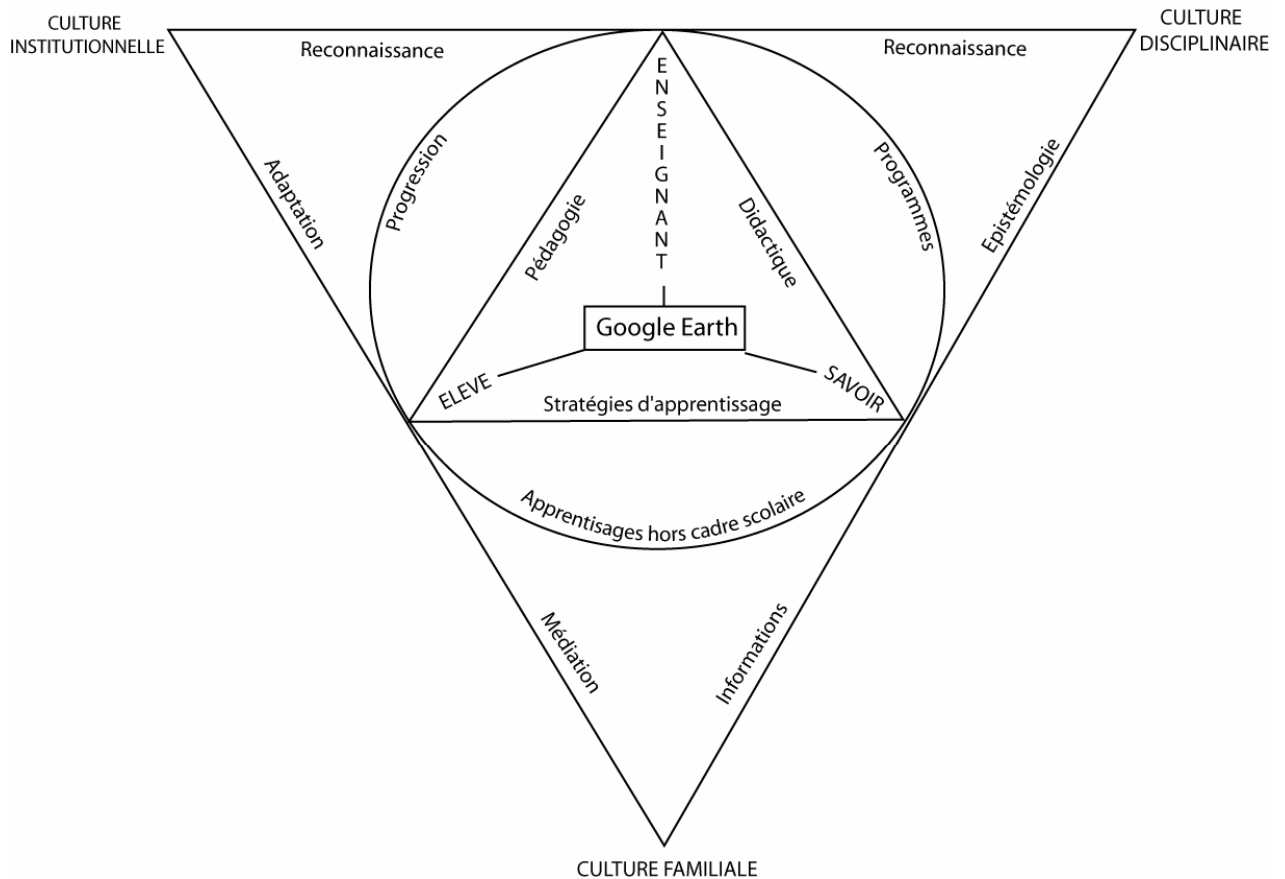 CULTURE
INSTITUTIONNELLE
CULTURE
DISCIPLINAIRE
Reconnaissance
Reconnaissance
ENSEIGNANT
Adaptation
Progression
Pédagogie
Didactique
Programmes
Epistémologie
Google Earth
ELEVE
SAVOIR
Stratégies d'apprentissage
Apprentisages hors cadre scolaire
Médiation
Informations
CULTURE FAMILIALE